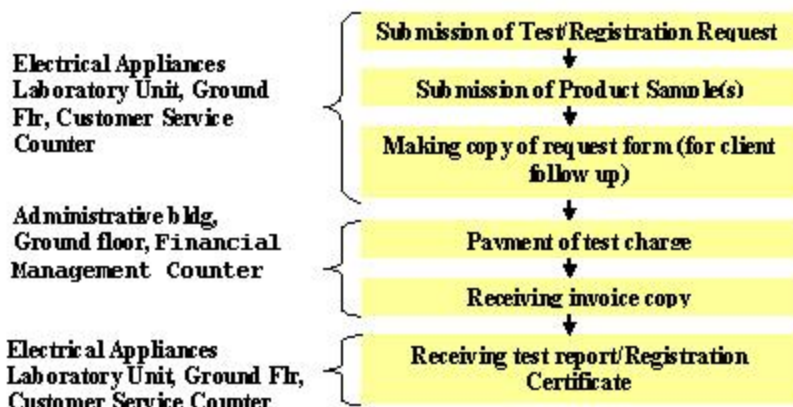 Electrical Appliances
Laboratory Unit, Ground
Flr, Customer Service
Counter
Submission of Test/Registration Request
Submission of Product Sample(s)
Making copy of request form (for client
follow up)
Administrative bldg,
Ground floor, Financial
Management Counter
Payment of test charge
Receiving invoice copy
Electrical Appliances
Laboratory Unit, Ground Flr,
Customer Service Counter
Receiving test report/Registration
Certificate